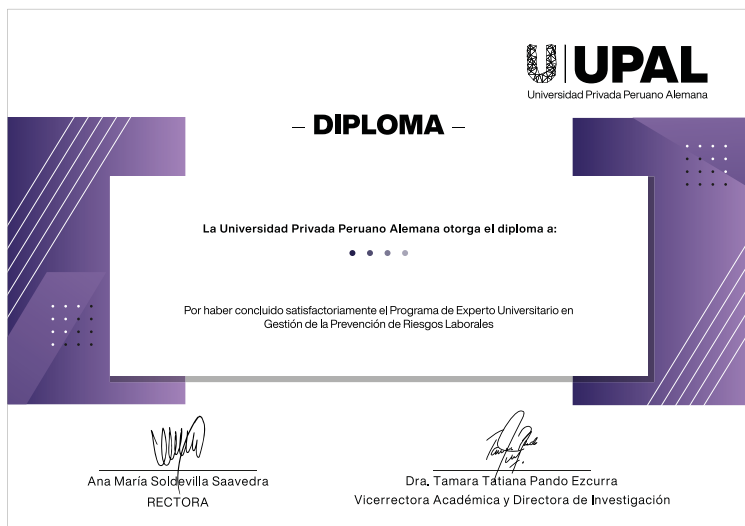 UPAL
Universidad Privada Peruano Alemana
– DIPLOMA –
La Universidad Privada Peruano Alemana otorga el diploma a:
Por haber concluido satisfactoriamente el Programa de Experto Universitario en
Gestión de la Prevención de Riesgos Laborales
Ana María Soldevilla Saavedra
RECTORA
Dra. Tamara Tatiana Pando Ezcurra
Vicerrectora Académica y Directora de Investigación